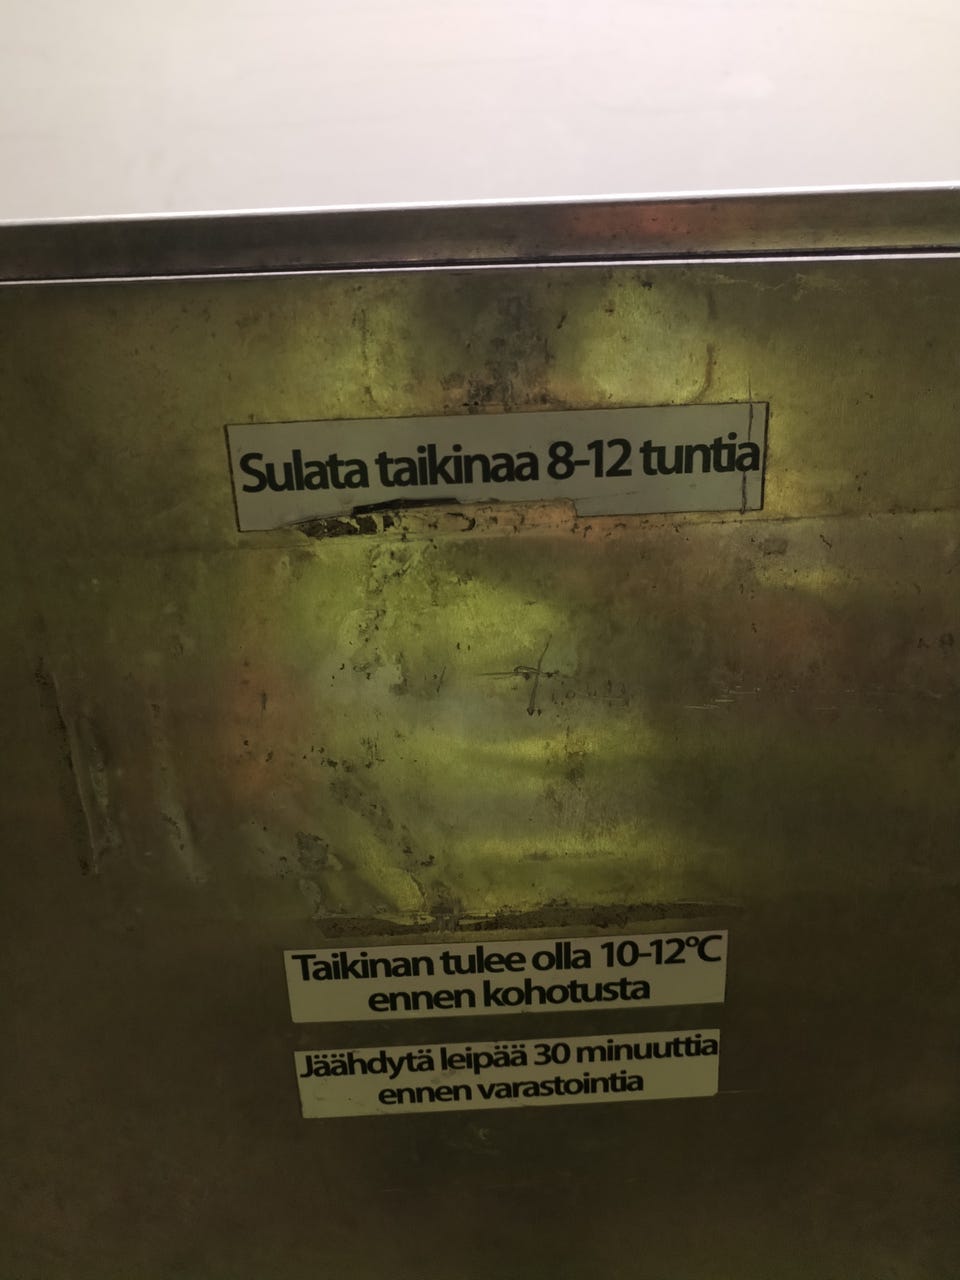 Sulata taikinaa 8-12 tuntia
Taikinan tulee olla 10-12°C
ennen kohotusta
Jäähdytä leipää 30 minuuttia
ennen varastointia